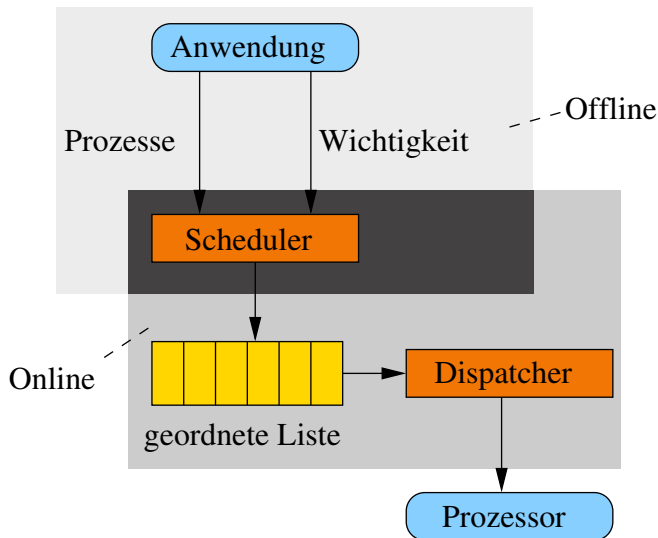 Anwendung
Offline
Prozesse
Wichtigkeit
Scheduler
Online
Dispatcher
geordnete Liste
Prozessor